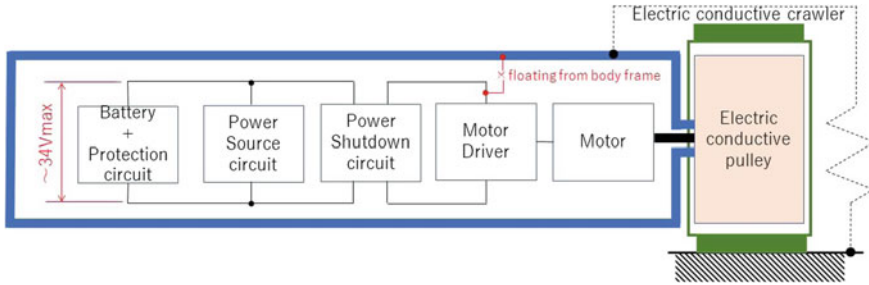 Electric conductive crawler
floating from body frame
~34Vmax
Battery
+
Protection
circuit
Power
Source
circuit
Power
Shutdown
circuit
Motor
Driver
Motor
Electric
conductive
pulley